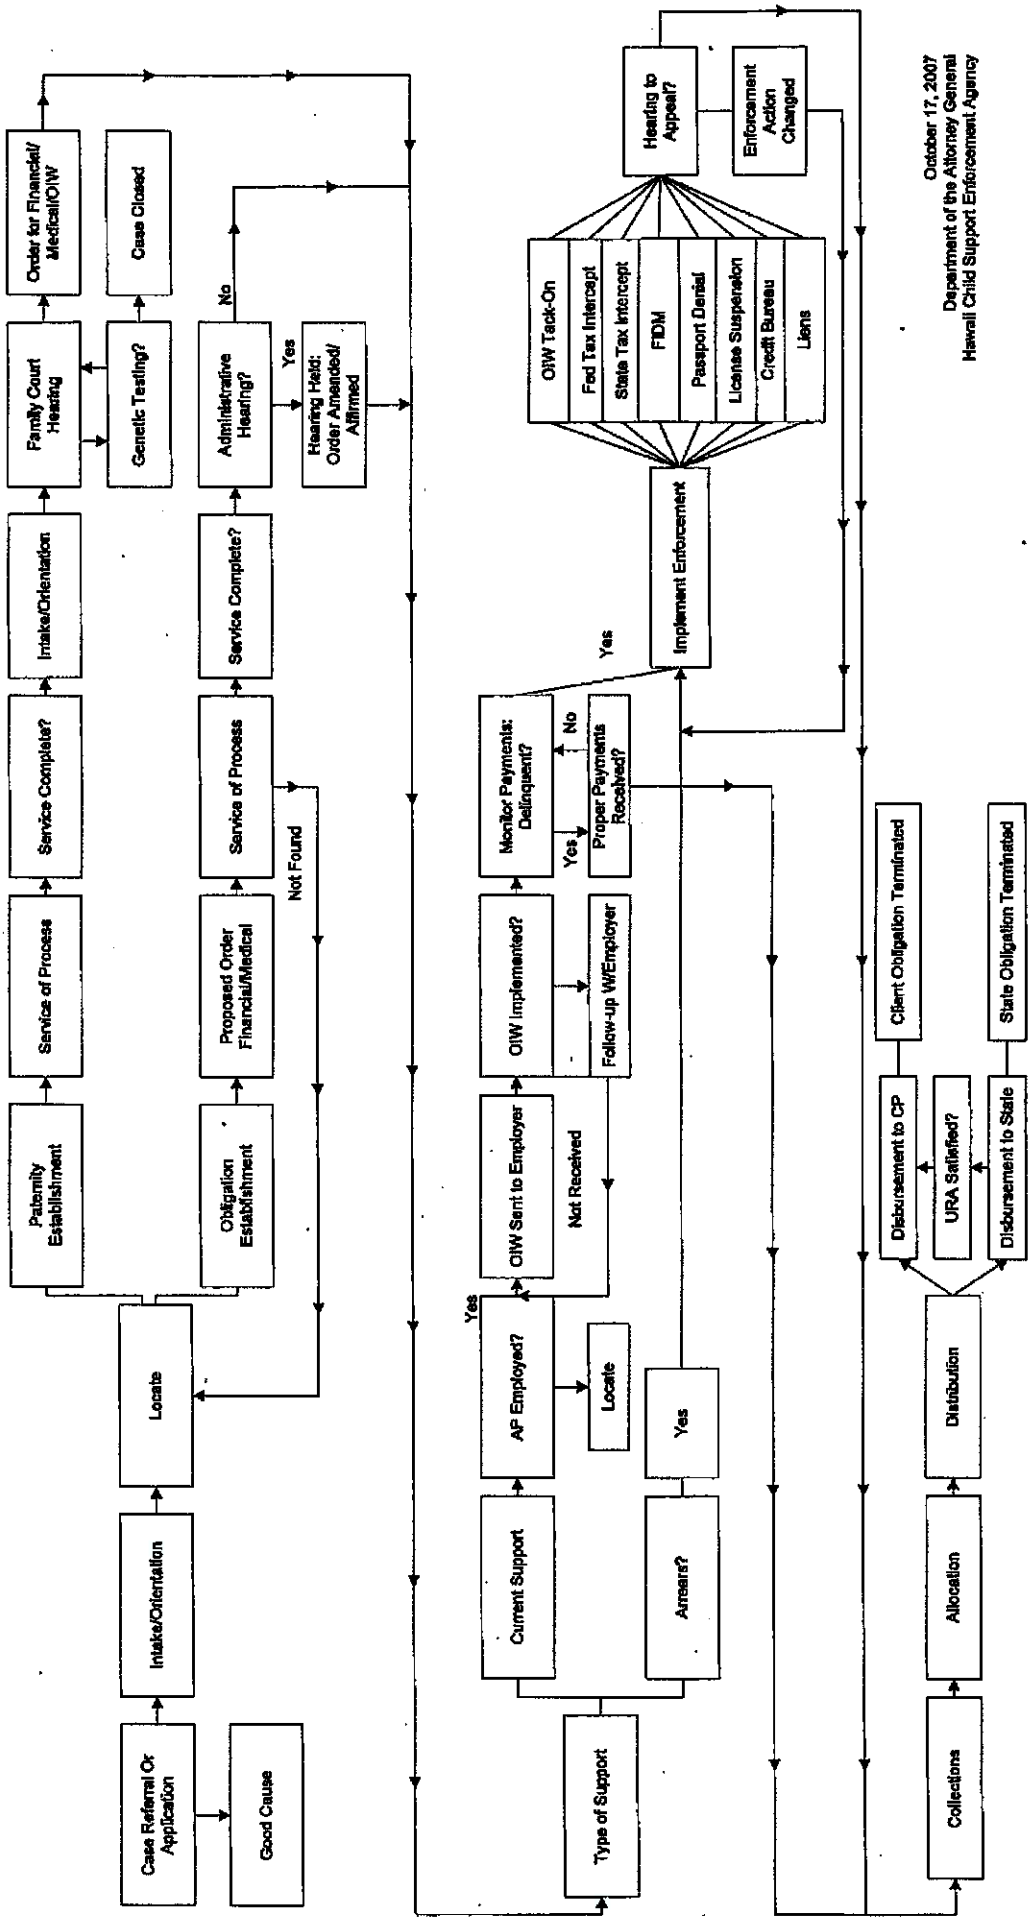 Case Referral Or
Application
Good Cause
Intake/Orientation
Locate
Paternity
Establishment
Service of Process
Service Complete?
Intake/Orientation
Family Court
Hearing
Order for Financial/
Medical/OIW
Genetic Testing?
Case Closed
Obligation
Establishment
Proposed Order
Financial/Medical
Service of Process
Service Complete?
Administrative
Hearing?
No
Yes
Hearing Held:
Order Amended/
Affirmed
Not Found
Type of Support
Current Support
AP Employed?
Yes
OIW Sent to Employer
OIW Implemented?
Monitor Payments:
Delinquent?
Yes
Locate
Not Received
Follow-up W/Employer
Yes
No
Proper Payments
Received?
Arrears?
Yes
Implement Enforcement
OIW Tack-On
Fed Tax Intercept
State Tax Intercept
FIDM
Passport Denial
License Suspension
Credit Bureau
Liens
Hearing to
Appeal?
Enforcement
Action
Changed
Collections
Allocation
Distribution
Disbursement to CP
Client Obligation Terminated
URA Satisfied?
Disbursement to State
State Obligation Terminated
October 17, 2007
Department of the Attorney General
Hawaii Child Support Enforcement Agency